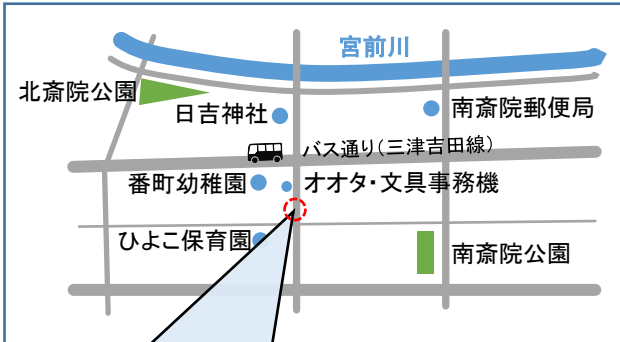 宮前川
北斎院公園
日吉神社
南斎院郵便局
バス通り(三津吉田線)
番町幼稚園
オオタ・文具事務機
ひよこ保育園
南斎院公園